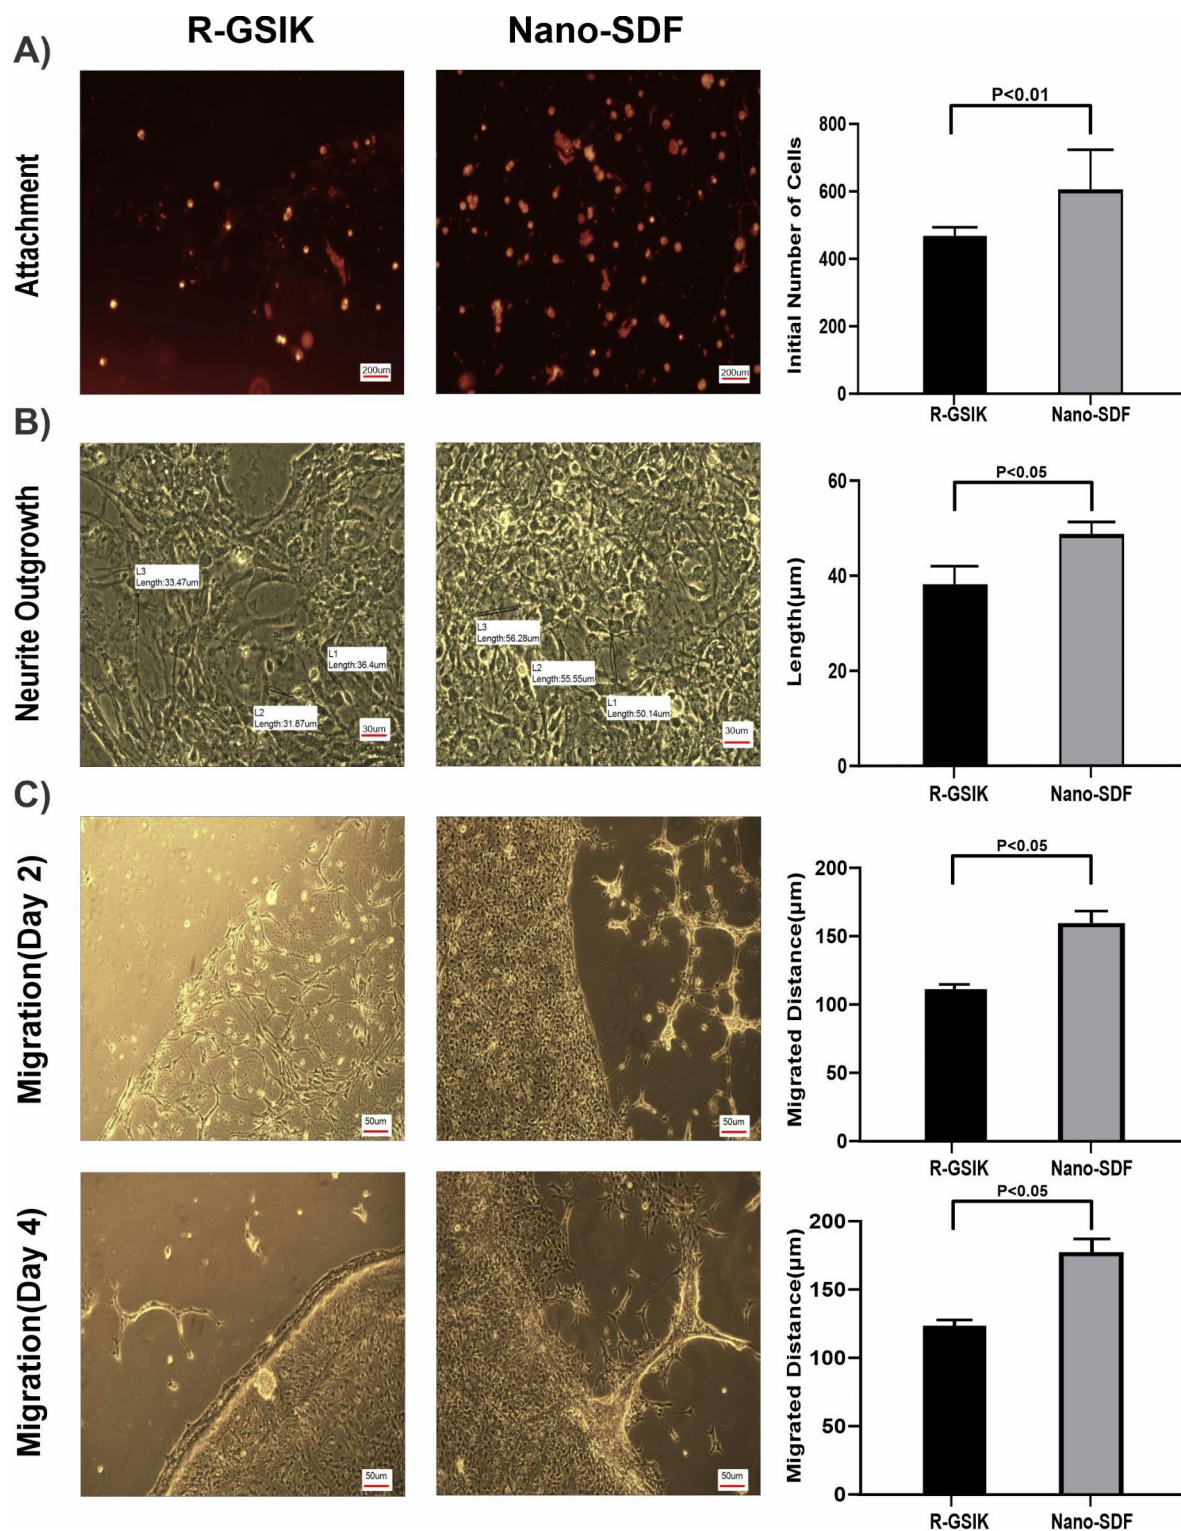 R-GSIK
Nano-SDF
A)
Attachment
200um
200um
P<0.01
Initial Number of Cells
800
600
400
200
0
R-GSIK
Nano-SDF
B)
Neurite Outgrowth
L3
Length:33.47um
L1
Length:36.4um
L2
Length:31.87um
30um
L3
Length:56.28um
L2
Length:55.55um
L1
Length:50.14um
30um
P<0.05
Length(µm)
60
40
20
0
R-GSIK
Nano-SDF
C)
Migration(Day 2)
50um
50um
P<0.05
Migrated Distance(µm)
200
150
100
50
0
R-GSIK
Nano-SDF
Migration(Day 4)
50um
50um
P<0.05
Migrated Distance(µm)
200
150
100
50
0
R-GSIK
Nano-SDF